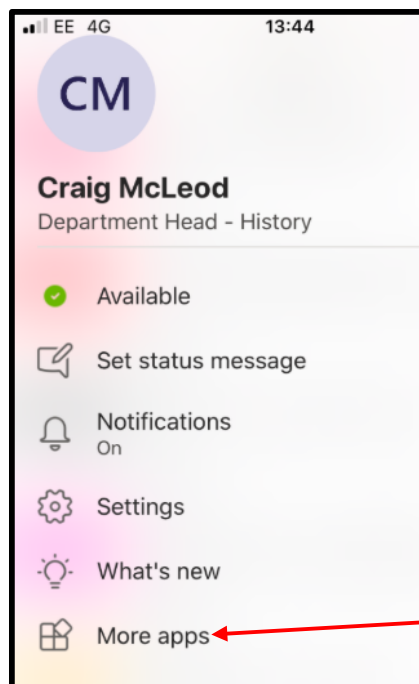 EE 4G 13:44
CM
Craig McLeod
Department Head - History
Available
Set status message
Notifications
On
Settings
What's new
More apps